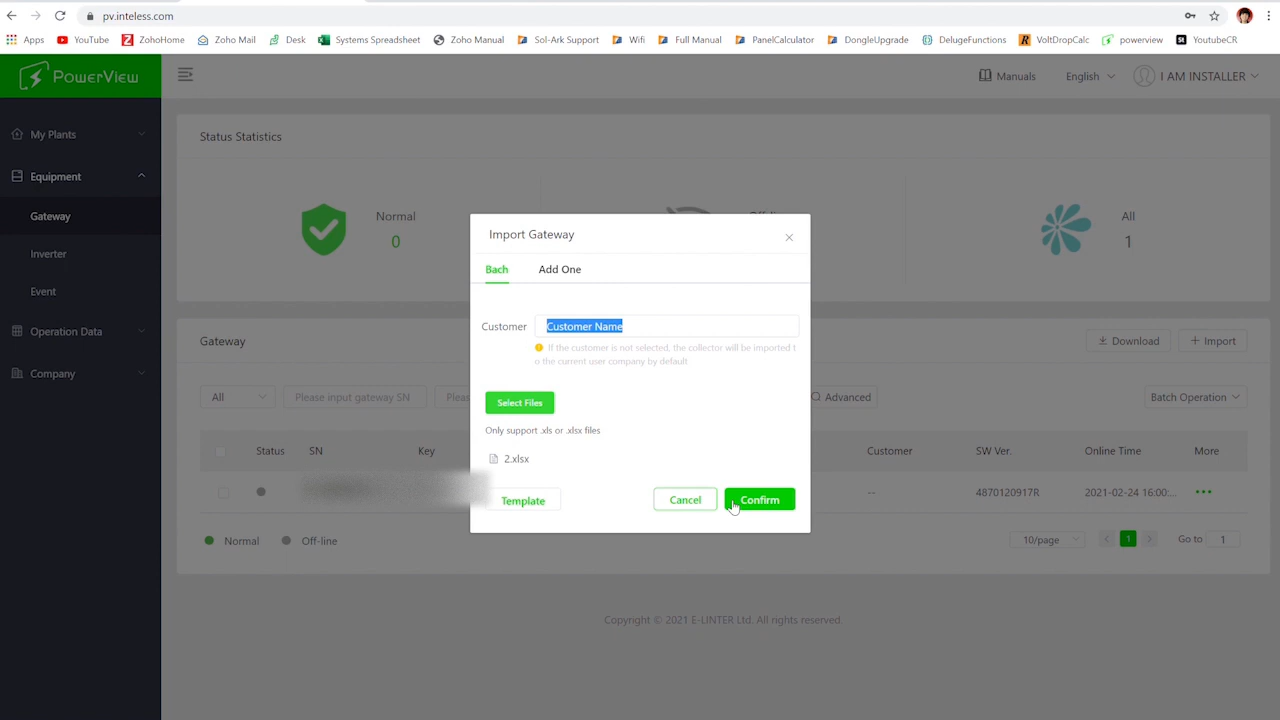 pv.inteless.com
Apps YouTube ZohoHome Zoho Mail Desk Systems Spreadsheet Zoho Manual Sol-Ark Support Wifi Full Manual PanelCalculator DongleUpgrade DelugeFunctions VoltDropCalc powerview YoutubeCR
PowerView Manuals English I AM INSTALLER
My Plants
Equipment
Gateway
Inverter
Event
Operation Data
Company
Status Statistics
Normal
0
All
1
Import Gateway
Bach Add One
Customer Customer Name
If the customer is not selected, the collector will be imported t
o the current user company by default
Select Files
Only support .xls or .xlsx files
2.xlsx
Template Cancel Confirm
Gateway Download Import
All Please input gateway SN Advanced Batch Operation
Status SN Key Customer SW Ver. Online Time More
-- 4870120917R 2021-02-24 16:00:... •••
Normal Off-line 10/page < 1 > Go to 1
Copyright © 2021 E-LINTER Ltd. All rights reserved.